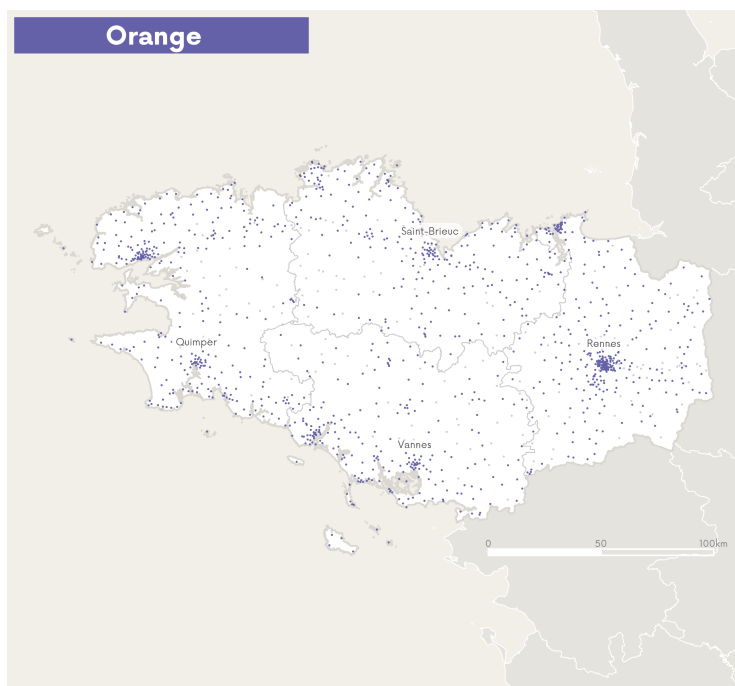 Orange
Saint-Brieuc
Quimper
Rennes
Vannes
0 50 100km